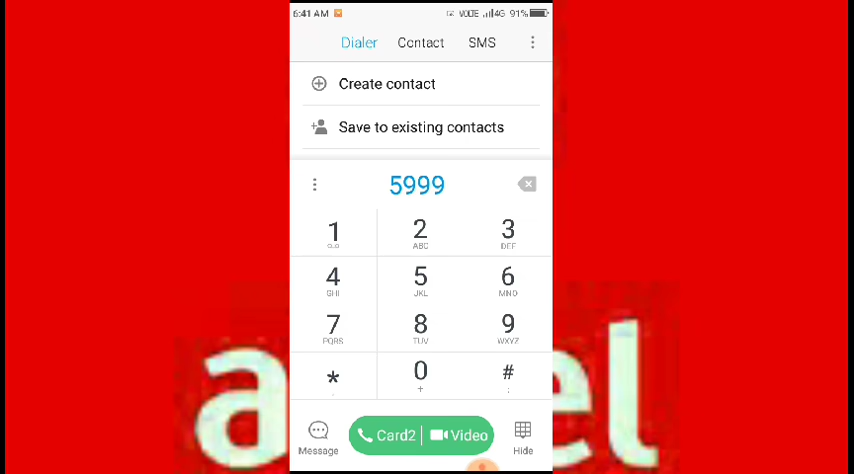 6:41 AM VOLTE 4G 91%
Dialer Contact SMS
Create contact
Save to existing contacts
5999
1 2 3
ABC DEF
4 5 6
GHI JKL MNO
7 8 9
PQRS TUV WXYZ
* 0 #
+
Card2 Video
Message Hide
a el